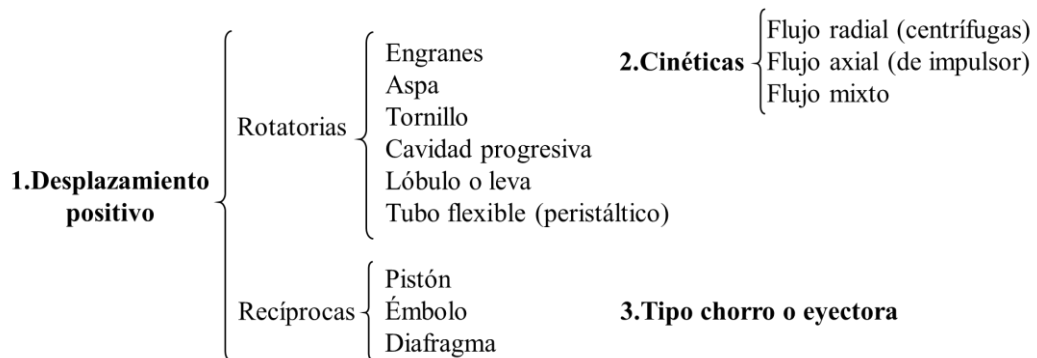 1.Desplazamiento
positivo
Rotatorias
Engranes
Aspa
Tornillo
Cavidad progresiva
Lóbulo o leva
Tubo flexible (peristáltico)
Recíprocas
Pistón
Émbolo
Diafragma
2.Cinéticas
Flujo radial (centrífugas)
Flujo axial (de impulsor)
Flujo mixto
3.Tipo chorro o eyectora